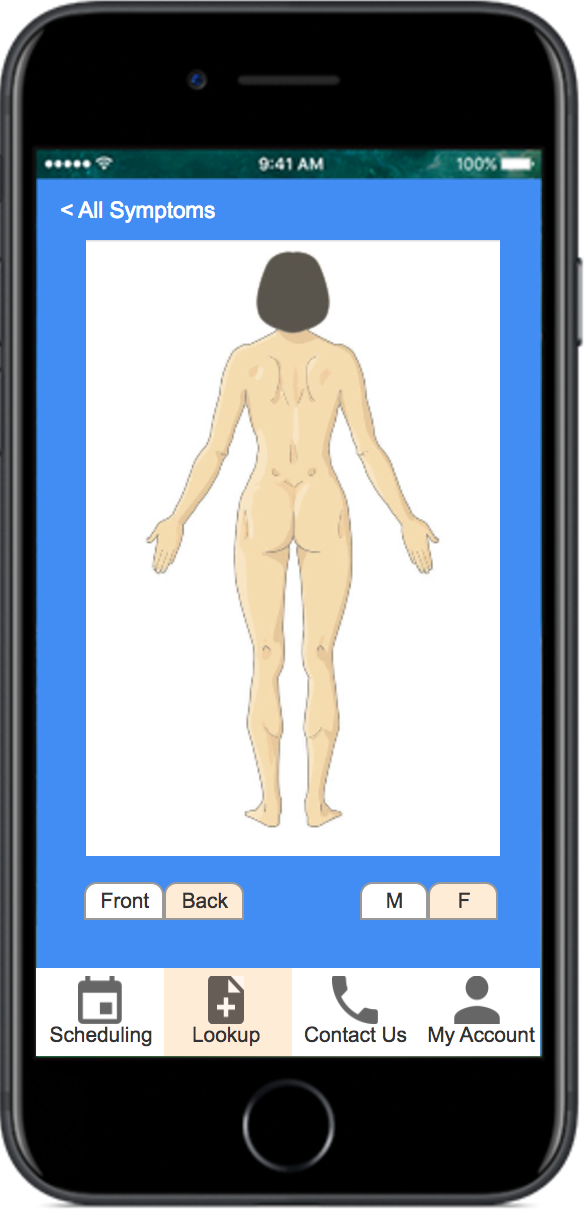 9:41 AM 100%
< All Symptoms
Front Back M F
Scheduling Lookup Contact Us My Account